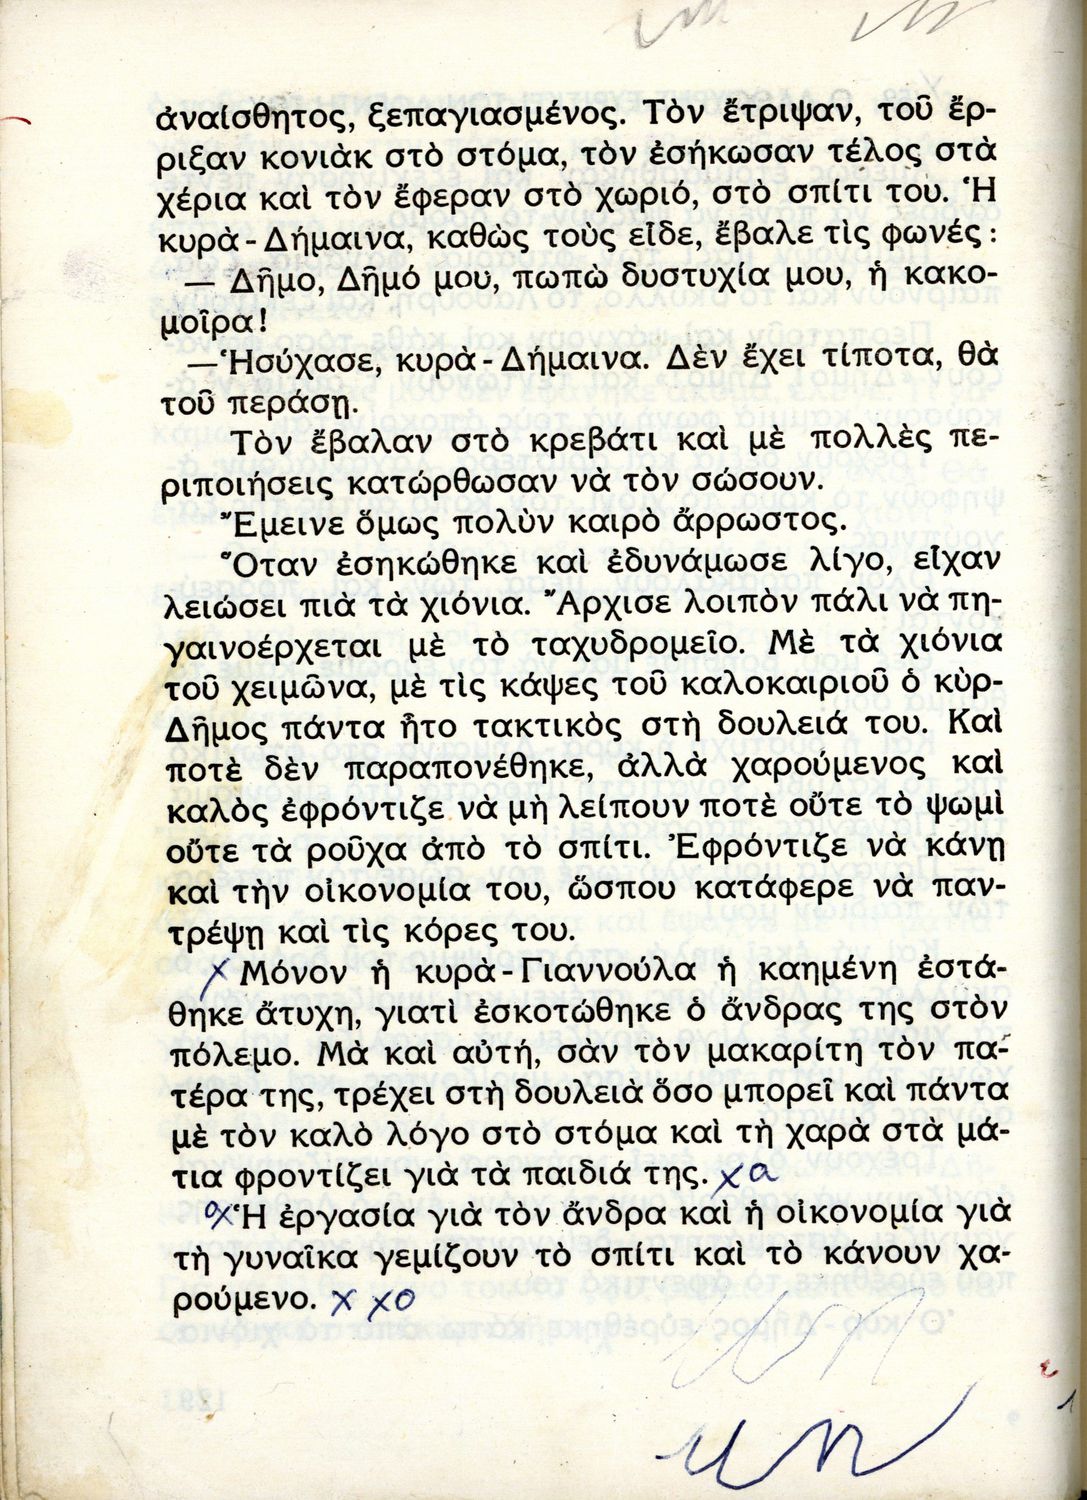 ἀναίσθητος, ξεπαγιασμένος. Τὸν ἔτριψαν, τοῦ ἔρ-
ριξαν κονιὰκ στὸ στόμα, τὸν ἐσήκωσαν τέλος στὰ
χέρια καὶ τὸν ἔφεραν στὸ χωριό, στὸ σπίτι του. Ἡ
κυρὰ-Δήμαινα, καθὼς τοὺς εἶδε, ἔβαλε τὶς φωνές :
— Δῆμο, Δῆμό μου, πωπὼ δυστυχία μου, ἡ κακο-
μοῖρα!
—Ἡσύχασε, κυρὰ-Δήμαινα. Δὲν ἔχει τίποτα, θὰ
τοῦ περάσῃ.
Τὸν ἔβαλαν στὸ κρεβάτι καὶ μὲ πολλὲς πε-
ριποιήσεις κατώρθωσαν νὰ τὸν σώσουν.
Ἔμεινε ὅμως πολὺν καιρὸ ἄρρωστος.
Ὅταν ἐσηκώθηκε καὶ ἐδυνάμωσε λίγο, εἶχαν
λειώσει πιὰ τὰ χιόνια. Ἄρχισε λοιπὸν πάλι νὰ πη-
γαινοέρχεται μὲ τὸ ταχυδρομεῖο. Μὲ τὰ χιόνια
τοῦ χειμῶνα, μὲ τὶς κάψες τοῦ καλοκαιριοῦ ὁ κὺρ-
Δῆμος πάντα ἦτο τακτικὸς στὴ δουλειά του. Καὶ
ποτὲ δὲν παραπονέθηκε, ἀλλὰ χαρούμενος καὶ
καλὸς ἐφρόντιζε νὰ μὴ λείπουν ποτὲ οὔτε τὸ ψωμὶ
οὔτε τὰ ροῦχα ἀπὸ τὸ σπίτι. Ἐφρόντιζε νὰ κάνῃ
καὶ τὴν οἰκονομία του, ὥσπου κατάφερε νὰ παν-
τρέψῃ καὶ τὶς κόρες του.
χ Μόνον ἡ κυρὰ-Γιαννούλα ἡ καημένη ἐστά-
θηκε ἄτυχη, γιατὶ ἐσκοτώθηκε ὁ ἄνδρας της στὸν
πόλεμο. Μὰ καὶ αὐτή, σὰν τὸν μακαρίτη τὸν πα-
τέρα της, τρέχει στὴ δουλειὰ ὅσο μπορεῖ καὶ πάντα
μὲ τὸν καλὸ λόγο στὸ στόμα καὶ τὴ χαρὰ στὰ μά-
τια φροντίζει γιὰ τὰ παιδιά της. χα
οχ Ἡ ἐργασία γιὰ τὸν ἄνδρα καὶ ἡ οἰκονομία γιὰ
τὴ γυναῖκα γεμίζουν τὸ σπίτι καὶ τὸ κάνουν χα-
ρούμενο. χ χο